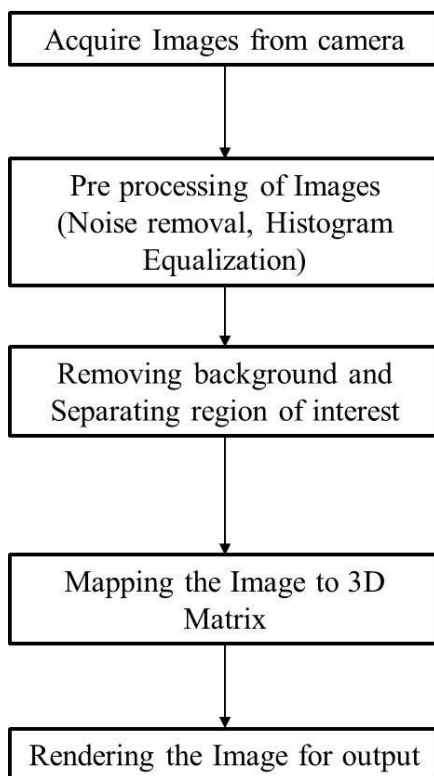 Acquire Images from camera
Pre processing of Images
(Noise removal, Histogram
Equalization)
Removing background and
Separating region of interest
Mapping the Image to 3D
Matrix
Rendering the Image for output